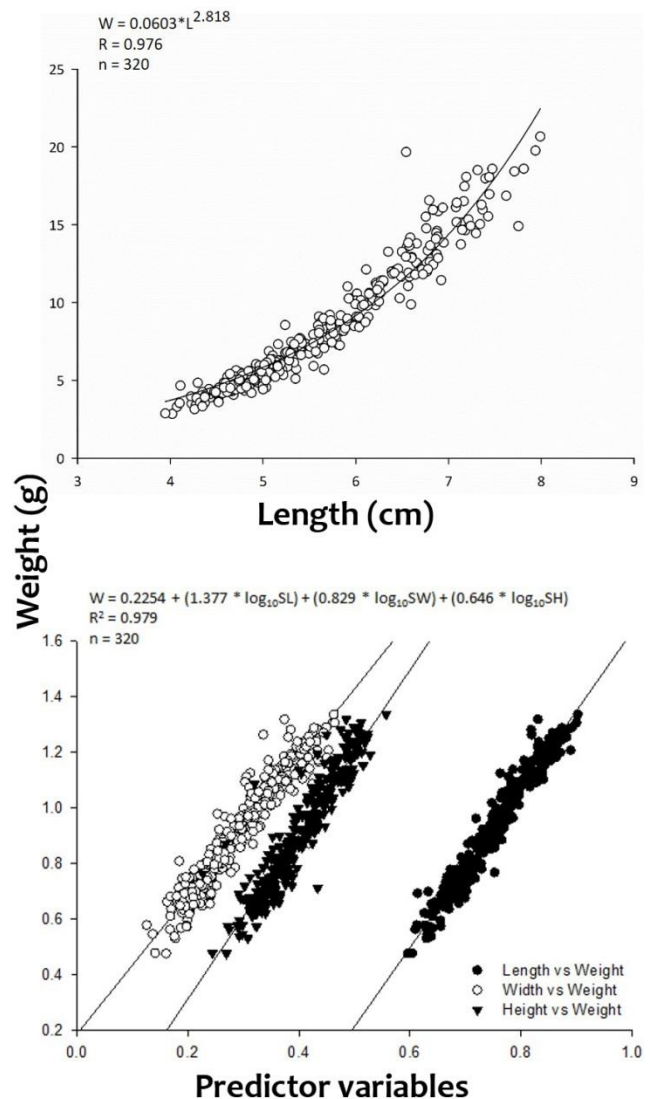 W = 0.0603*L^2.818
R = 0.976
n = 320
25
20
15
10
5
0
3 4 5 6 7 8 9
Length (cm)
Weight (g)
W = 0.2254 + (1.377 * log₁₀SL) + (0.829 * log₁₀SW) + (0.646 * log₁₀SH)
R² = 0.979
n = 320
1.6
1.4
1.2
1.0
0.8
0.6
0.4
0.2
Length vs Weight
Width vs Weight
Height vs Weight
0.0 0.2 0.4 0.6 0.8 1.0
Predictor variables